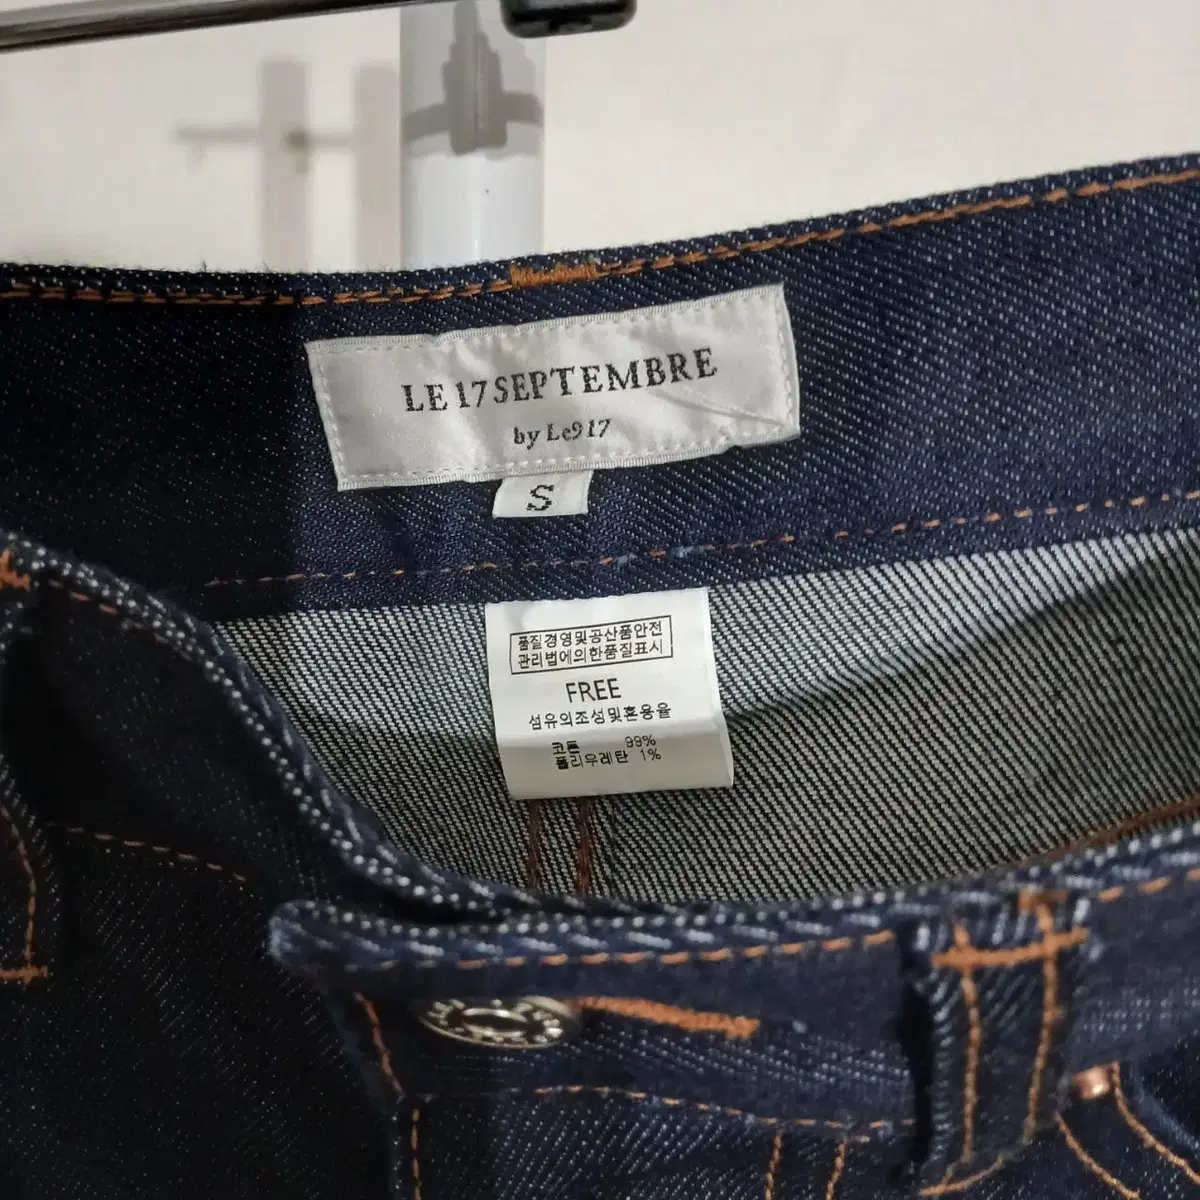 LE 17 SEPTEMBRE
by Le917
S
품질경영및공산품안전
관리법에의한품질표시
FREE
섬유의조성및혼용율
코튼 99%
폴리우레탄 1%